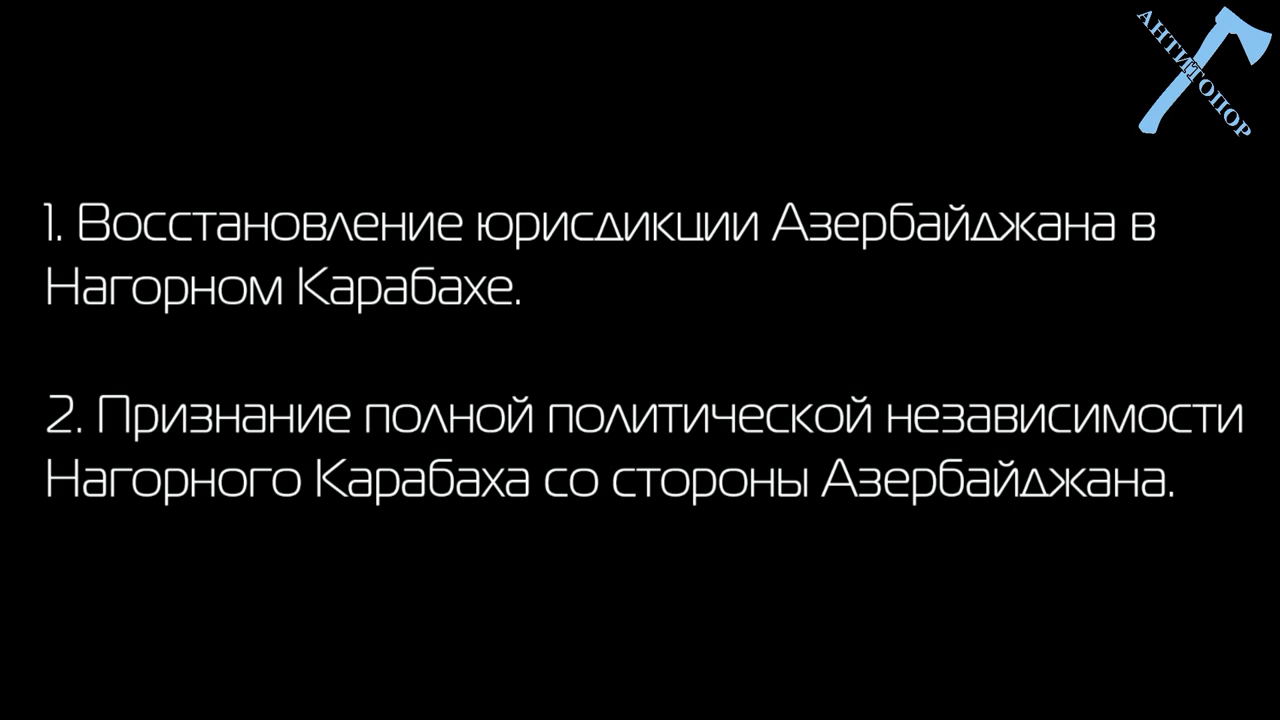 АНТИТОПОР
1. Восстановление юрисдикции Азербайджана в
Нагорном Карабахе.
2. Признание полной политической независимости
Нагорного Карабаха со стороны Азербайджана.